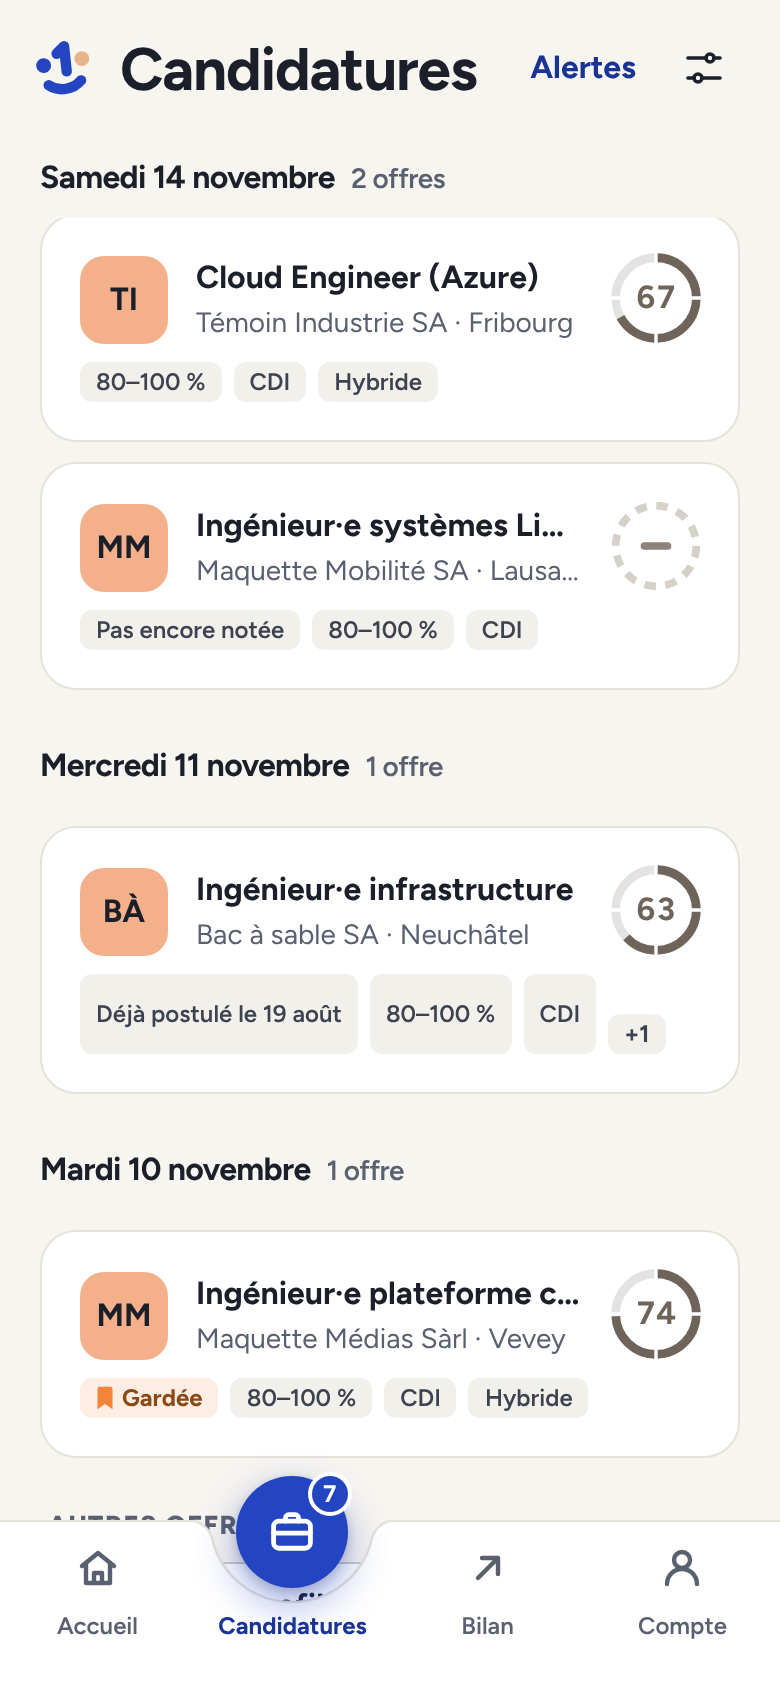 Candidatures
Alertes
Samedi 14 novembre 2 offres
TI
Cloud Engineer (Azure)
67
Témoin Industrie SA · Fribourg
80–100 %
CDI
Hybride
MM
Ingénieur·e systèmes Li...
Maquette Mobilité SA · Lausa...
Pas encore notée
80–100 %
CDI
Mercredi 11 novembre 1 offre
BÀ
Ingénieur·e infrastructure
63
Bac à sable SA · Neuchâtel
Déjà postulé le 19 août
80–100 %
CDI
+1
Mardi 10 novembre 1 offre
MM
Ingénieur·e plateforme c...
74
Maquette Médias Sàrl · Vevey
Gardée
80–100 %
CDI
Hybride
7
AUTRES
Accueil
Candidatures
Bilan
Compte